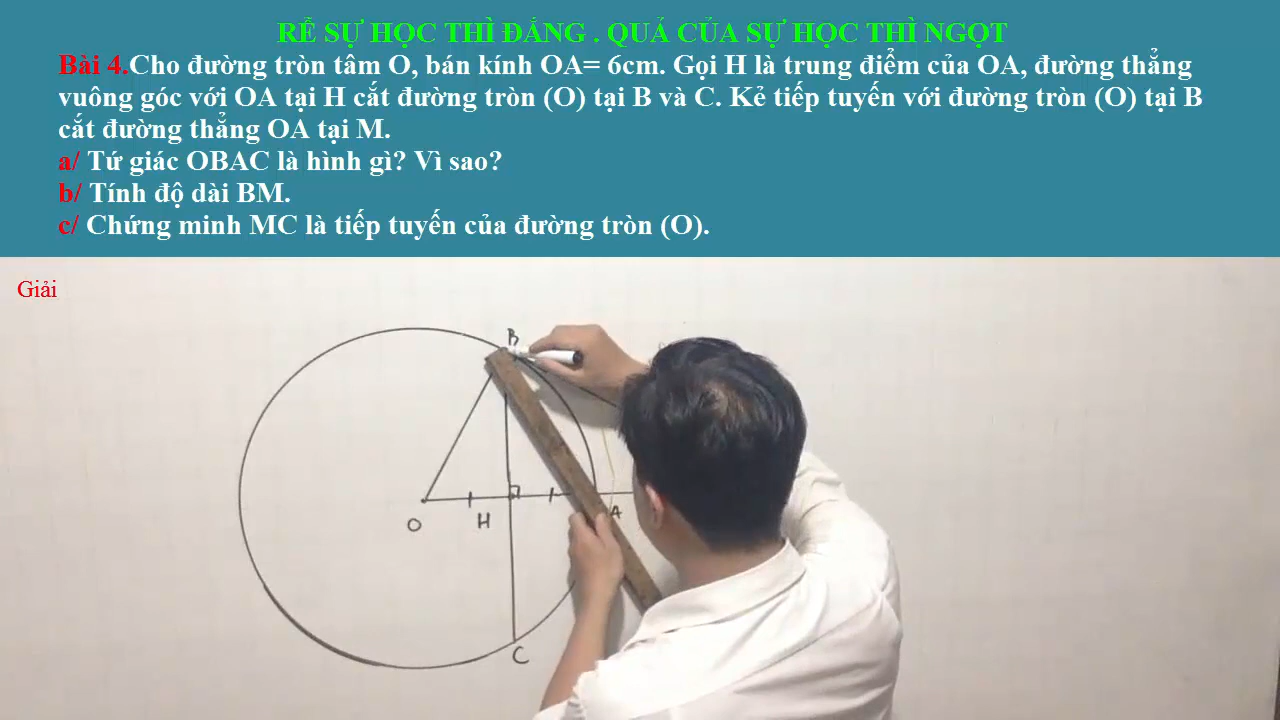 RỄ SỰ HỌC THÌ ĐẮNG . QUẢ CỦA SỰ HỌC THÌ NGỌT
Bài 4.Cho đường tròn tâm O, bán kính OA= 6cm. Gọi H là trung điểm của OA, đường thẳng
vuông góc với OA tại H cắt đường tròn (O) tại B và C. Kẻ tiếp tuyến với đường tròn (O) tại B
cắt đường thẳng OA tại M.
a/ Tứ giác OBAC là hình gì? Vì sao?
b/ Tính độ dài BM.
c/ Chứng minh MC là tiếp tuyến của đường tròn (O).
Giải
B
O
H
A
C